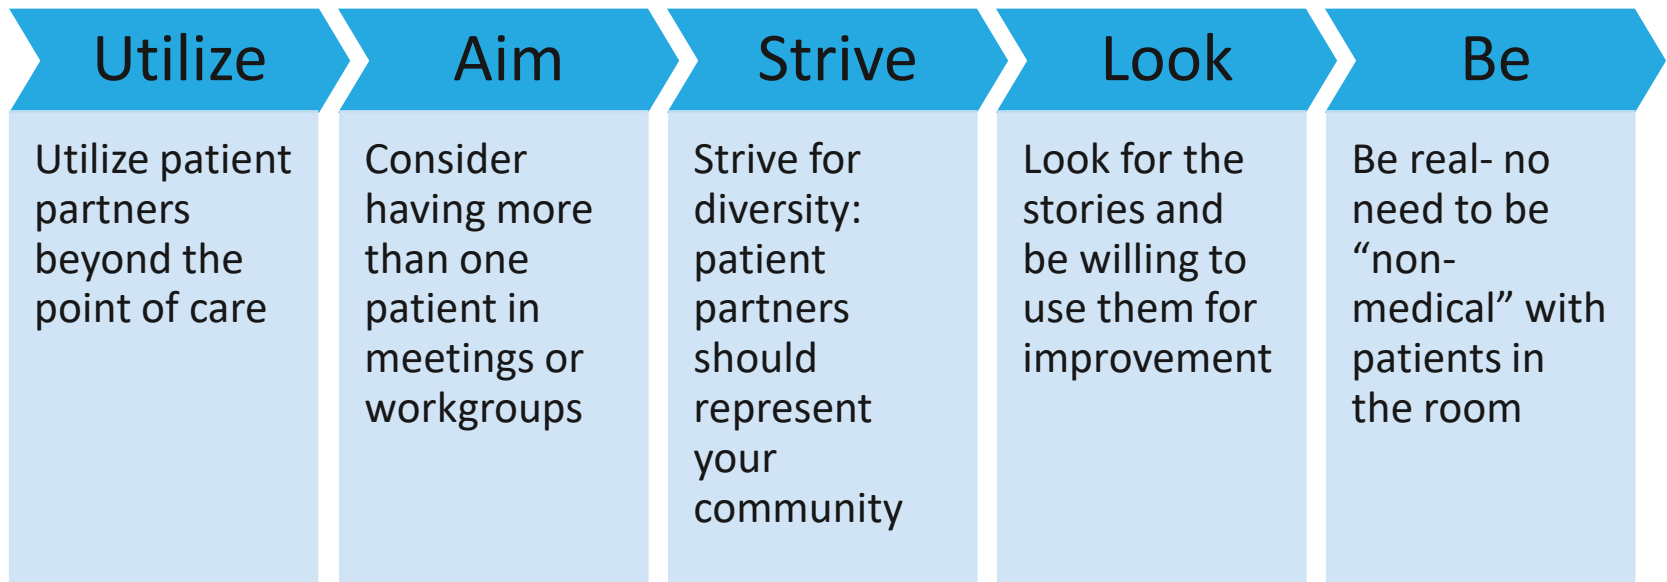 Utilize
Utilize patient
partners
beyond the
point of care
Aim
Consider
having more
than one
patient in
meetings or
workgroups
Strive
Strive for
diversity:
patient
partners
should
represent
your
community
Look
Look for the
stories and
be willing to
use them for
improvement
Be
Be real- no
need to be
“non-
medical” with
patients in
the room